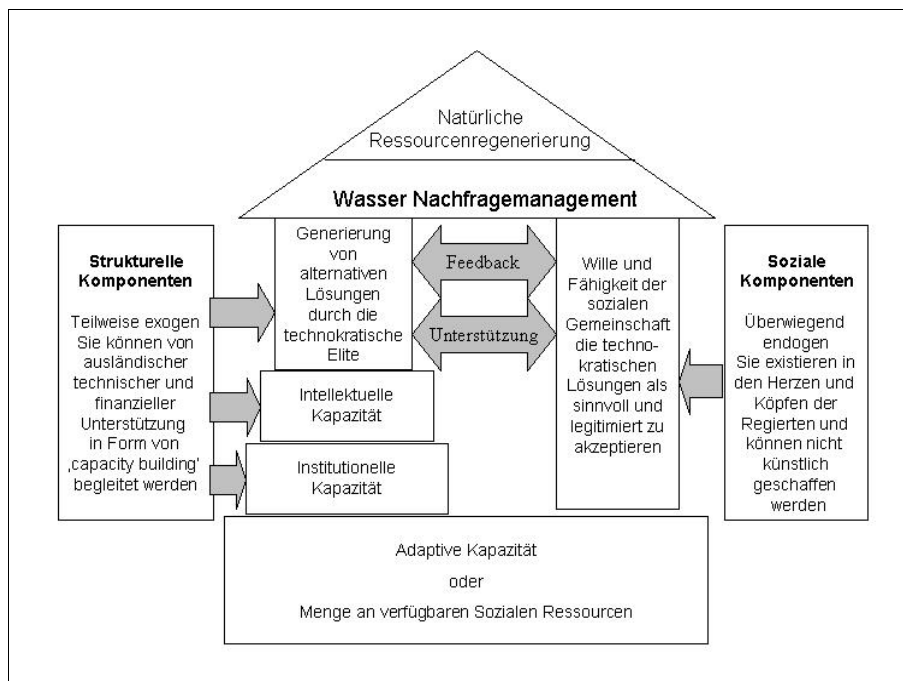 Natürliche
Ressourcenregenerierung
Wasser Nachfragemanagement
Strukturelle
Komponenten
Teilweise exogen
Sie können von
ausländischer
technischer und
finanzieller
Unterstützung
in Form von
‚capacity building'
begleitet werden
Generierung
von
alternativen
Lösungen
durch die
technokratische
Elite
Intellektuelle
Kapazität
Institutionelle
Kapazität
Feedback
Unterstützung
Wille und
Fähigkeit der
sozialen
Gemeinschaft
die techno-
kratischen
Lösungen als
sinnvoll und
legitimiert zu
akzeptieren
Soziale
Komponenten
Überwiegend
endogen
Sie existieren in
den Herzen und
Köpfen der
Regierten und
können nicht
künstlich
geschaffen
werden
Adaptive Kapazität
oder
Menge an verfügbaren Sozialen Ressourcen